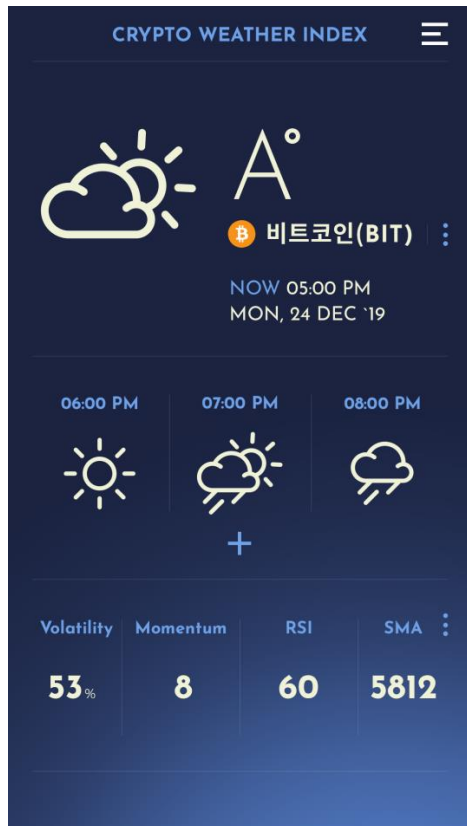 CRYPTO WEATHER INDEX
A°
비트코인(BIT)
NOW 05:00 PM
MON, 24 DEC `19
06:00 PM 07:00 PM 08:00 PM
+
Volatility Momentum RSI SMA
53% 8 60 5812